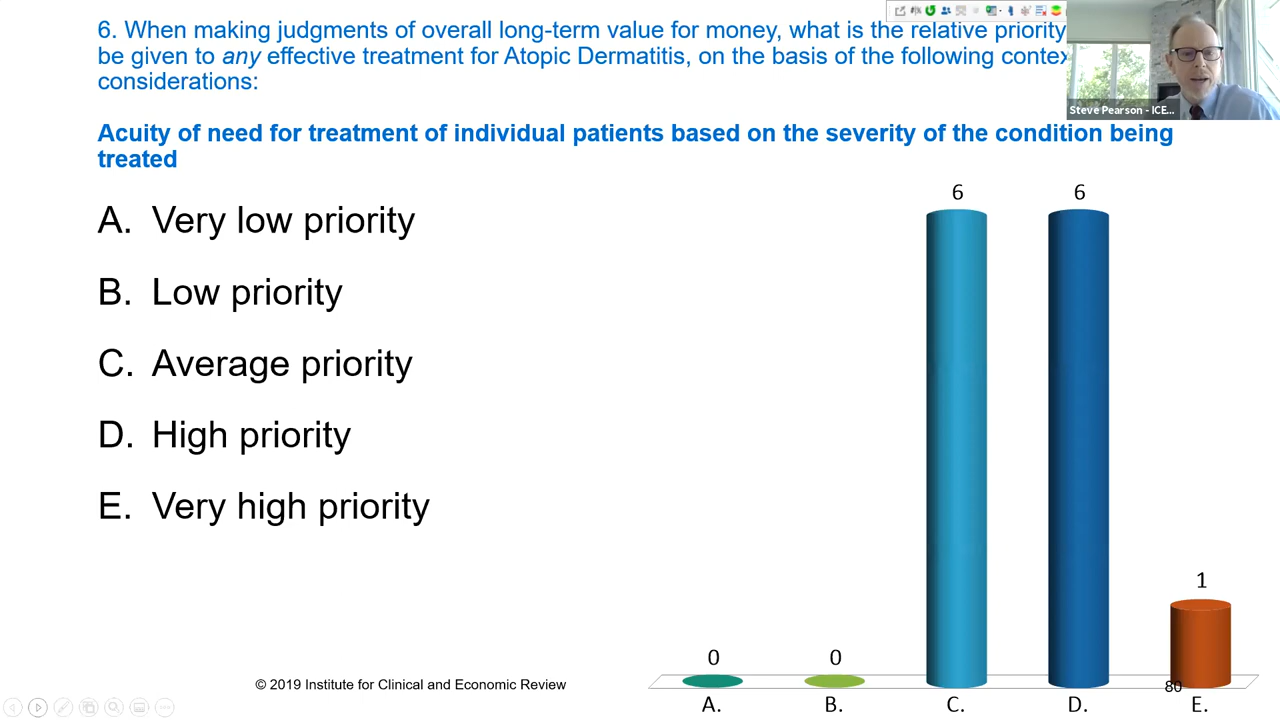 6. When making judgments of overall long-term value for money, what is the relative priority
be given to any effective treatment for Atopic Dermatitis, on the basis of the following
considerations:
Steve Pearson - ICE...
Acuity of need for treatment of individual patients based on the severity of the condition being
treated
A. Very low priority
B. Low priority
C. Average priority
D. High priority
E. Very high priority
6 6
1
0 0
© 2019 Institute for Clinical and Economic Review
80
A. B. C. D. E.